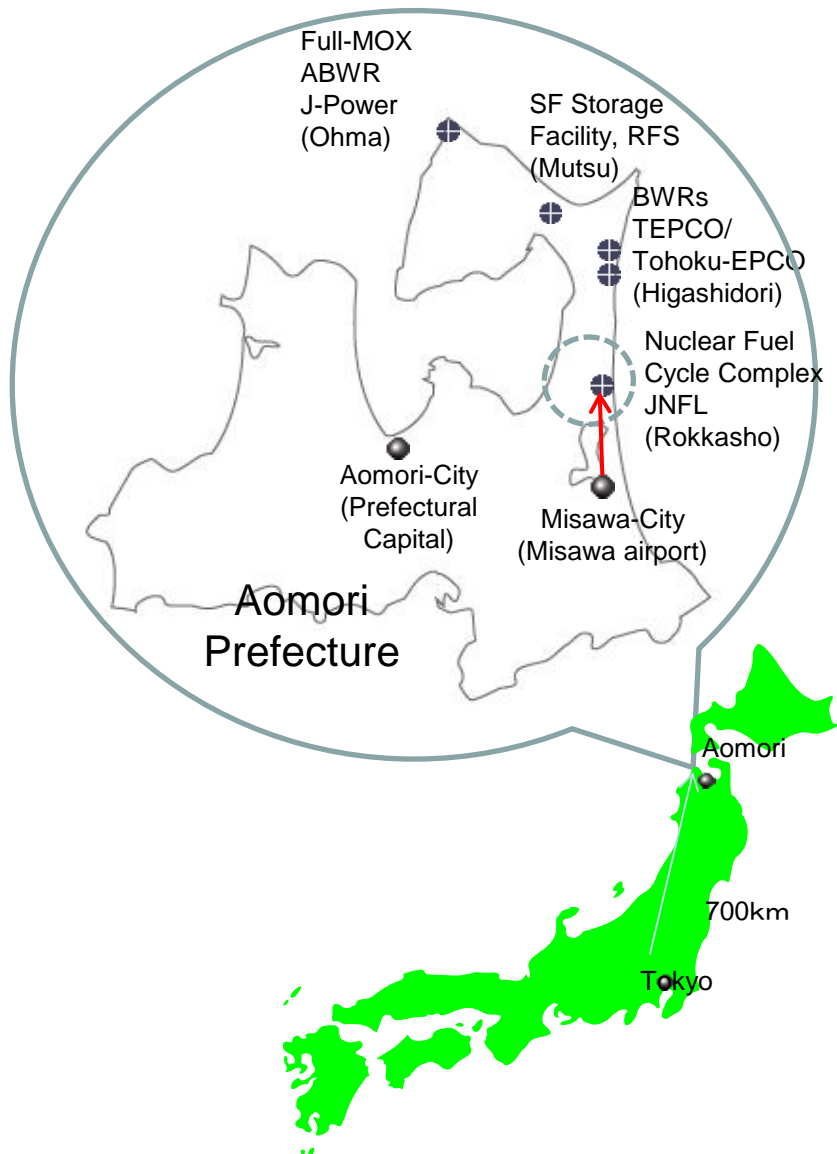 Full-MOX
ABWR
J-Power
(Ohma)
SF Storage
Facility, RFS
(Mutsu)
BWRs
TEPCO/
Tohoku-EPCO
(Higashidori)
Nuclear Fuel
Cycle Complex
JNFL
(Rokkasho)
Aomori-City
(Prefectural
Capital)
Misawa-City
(Misawa airport)
Aomori
Prefecture
Aomori
700km
Tokyo